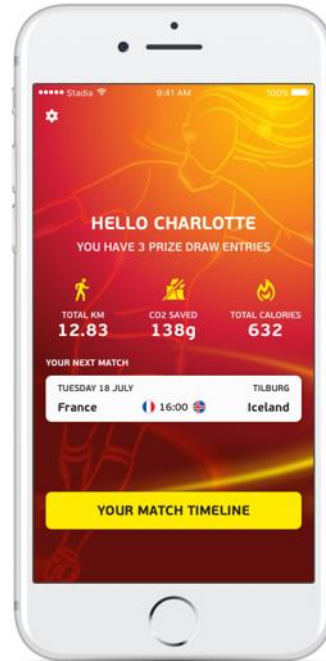 Stadia 9:41 AM 100%
HELLO CHARLOTTE
YOU HAVE 3 PRIZE DRAW ENTRIES
TOTAL KM CO2 SAVED TOTAL CALORIES
12.83 138g 632
YOUR NEXT MATCH
TUESDAY 18 JULY TILBURG
France 16:00 Iceland
YOUR MATCH TIMELINE